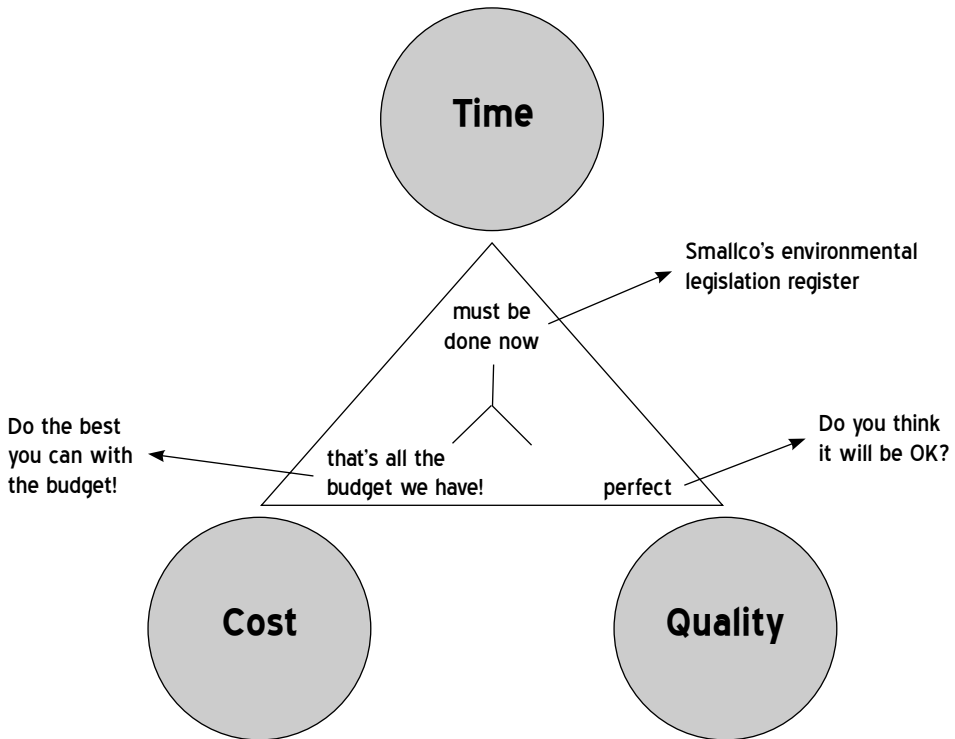 Time
Smallco's environmental
legislation register
must be
done now
Do the best
you can with
the budget!
that's all the
budget we have!
perfect
Do you think
it will be OK?
Cost
Quality